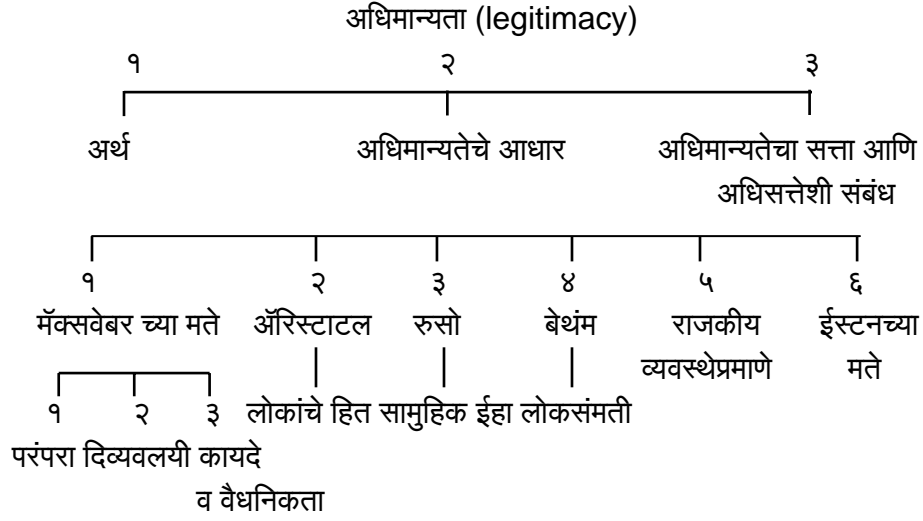 अधिमान्यता (legitimacy)
१ २ ३
अर्थ अधिमान्यतेचे आधार अधिमान्यतेचा सत्ता आणि
अधिसत्तेशी संबंध
१ २ ३ ४ ५ ६
मॅक्सवेबर च्या मते ॲरिस्टाटल रुसो बेथंम राजकीय ईस्टनच्या
व्यवस्थेप्रमाणे मते
१ २ ३ लोकांचे हित सामुहिक ईहा लोकसंमती
परंपरा दिव्यवलयी कायदे
व वैधनिकता